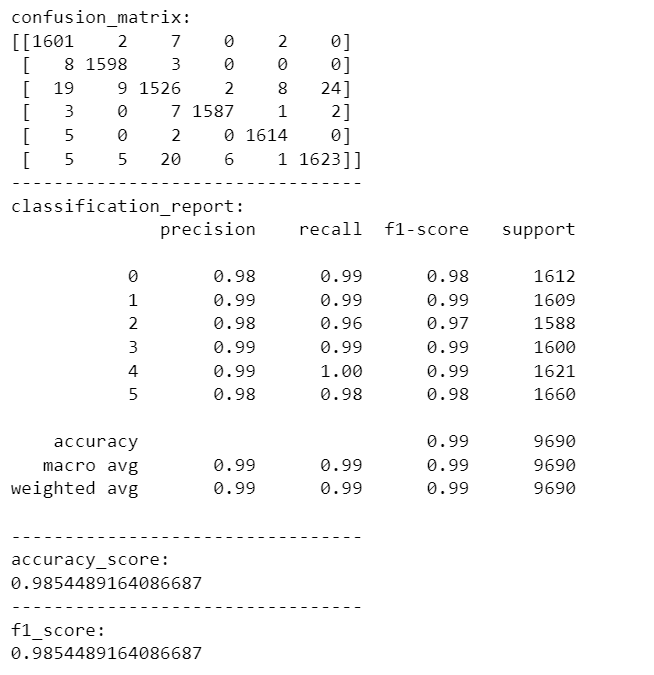 confusion_matrix:
[[1601    2    7    0    2    0]
 [   8 1598    3    0    0    0]
 [  19    9 1526    2    8   24]
 [   3    0    7 1587    1    2]
 [   5    0    2    0 1614    0]
 [   5    5   20    6    1 1623]]
---------------------------------
classification_report:
              precision    recall  f1-score   support

           0       0.98      0.99      0.98      1612
           1       0.99      0.99      0.99      1609
           2       0.98      0.96      0.97      1588
           3       0.99      0.99      0.99      1600
           4       0.99      1.00      0.99      1621
           5       0.98      0.98      0.98      1660

    accuracy                           0.99      9690
   macro avg       0.99      0.99      0.99      9690
weighted avg       0.99      0.99      0.99      9690

---------------------------------
accuracy_score:
0.9854489164086687
---------------------------------
f1_score:
0.9854489164086687